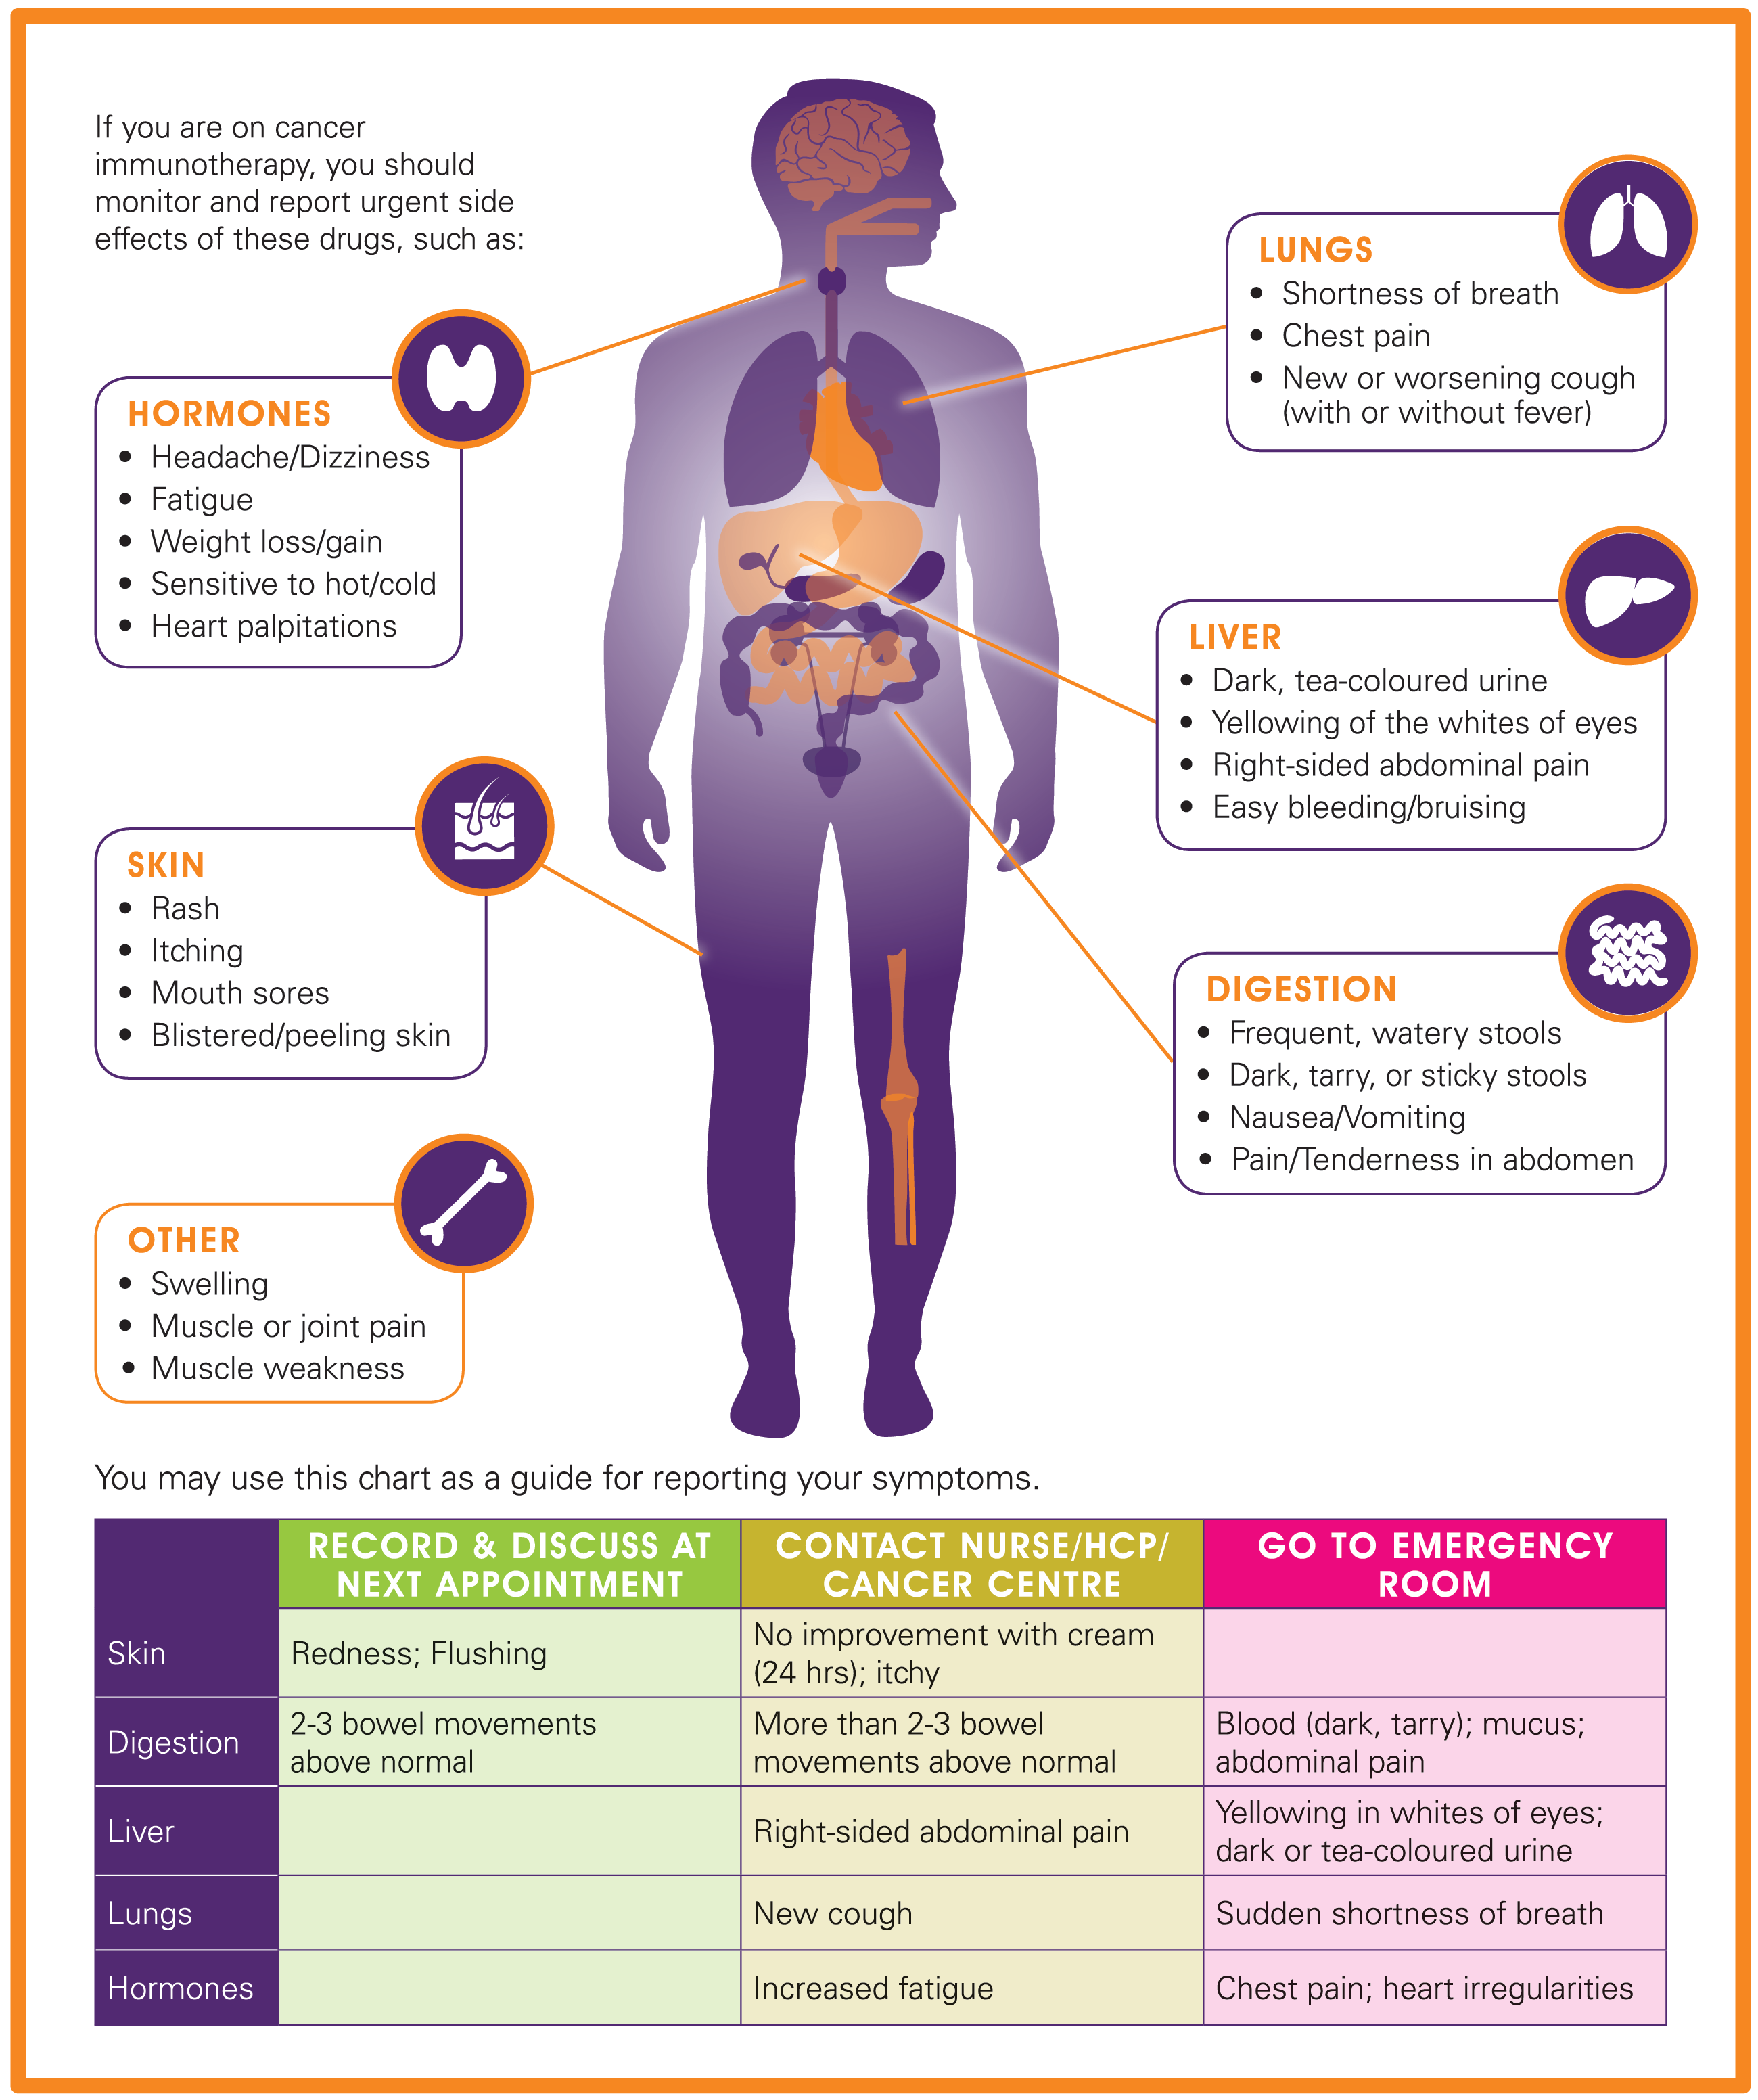 If you are on cancer
immunotherapy, you should
monitor and report urgent side
effects of these drugs, such as:
HORMONES
• Headache/Dizziness
• Fatigue
• Weight loss/gain
• Sensitive to hot/cold
• Heart palpitations
SKIN
• Rash
• Itching
• Mouth sores
• Blistered/peeling skin
OTHER
• Swelling
• Muscle or joint pain
• Muscle weakness
LUNGS
• Shortness of breath
• Chest pain
• New or worsening cough
(with or without fever)
LIVER
• Dark, tea-coloured urine
• Yellowing of the whites of eyes
• Right-sided abdominal pain
• Easy bleeding/bruising
DIGESTION
• Frequent, watery stools
• Dark, tarry, or sticky stools
• Nausea/Vomiting
• Pain/Tenderness in abdomen
You may use this chart as a guide for reporting your symptoms.
RECORD & DISCUSS AT
NEXT APPOINTMENT
CONTACT NURSE/HCP/
CANCER CENTRE
GO TO EMERGENCY
ROOM
Skin
Redness; Flushing
No improvement with cream
(24 hrs); itchy
Digestion
2-3 bowel movements
above normal
More than 2-3 bowel
movements above normal
Blood (dark, tarry); mucus;
abdominal pain
Liver
Right-sided abdominal pain
Yellowing in whites of eyes;
dark or tea-coloured urine
Lungs
New cough
Sudden shortness of breath
Hormones
Increased fatigue
Chest pain; heart irregularities